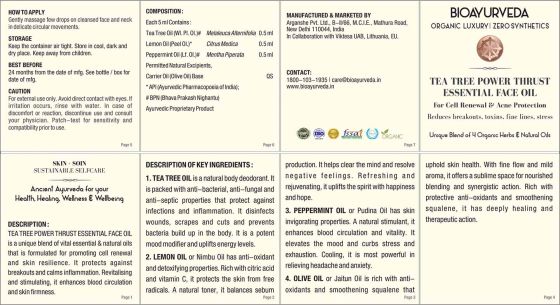 HOW TO APPLY
Gently massage few drops on cleansed face and neck
in delicate circular movements.
STORAGE
Keep the container air tight. Store in cool, dark and
dry place. Keep away from children.
BEST BEFORE
24 months from the date of mfg. See bottle / box for
date of mfg.
CAUTION
For external use only. Avoid direct contact with eyes. If
irritation occurs, rinse with water. In case of
discomfort or reaction, discontinue use and consult
your physician. Patch-test for sensitivity and
compatibility prior to use.
Page 5
COMPOSITION :
Each 5 ml Contains :
Tea Tree Oil (Wl. Pl. Ol.)# Melaleuca Alternifolia 0.5 ml
Lemon Oil (Peel Ol.)* Citrus Medica 0.5 ml
Peppermint Oil (Lf. Ol.)# Mentha Piperata 0.5 ml
Permitted Natural Excipients,
Carrier Oil (Olive Oil) Base QS
* API (Ayurvedic Pharmacopoeia of India);
# BPN (Bhava Prakash Nighantu)
Ayurvedic Proprietary Product
Page 6
MANUFACTURED & MARKETED BY
Arganshe Pvt. Ltd., B-II/66, M.C.I.E., Mathura Road,
New Delhi 110044, India
In Collaboration with Viktesa UAB, Lithuania, EU.
CONTACT:
1800-103-1935 | care@bioayurveda.in
www.bioayurveda.in
fssai
ORGANIC
Page 7
BIOAYURVEDA
ORGANIC LUXURY | ZERO SYNTHETICS
TEA TREE POWER THRUST
ESSENTIAL FACE OIL
For Cell Renewal & Acne Protection
Reduces breakouts, toxins, fine lines, stress
Unique Blend of 4 Organic Herbs & Natural Oils
SKIN · SOIN
SUSTAINABLE SELFCARE
Ancient Ayurveda for your
Health, Healing, Wellness & Wellbeing
DESCRIPTION :
TEA TREE POWER THRUST ESSENTIAL FACE OIL
is a unique blend of vital essential & natural oils
that is formulated for promoting cell renewal
and skin resilience. It protects against
breakouts and calms inflammation. Revitalising
and stimulating, it enhances blood circulation
and skin firmness.
Page 1
DESCRIPTION OF KEY INGREDIENTS :
1. TEA TREE OIL is a natural body deodorant. It
is packed with anti-bacterial, anti-fungal and
anti-septic properties that protect against
infections and inflammation. It disinfects
wounds, scrapes and cuts and prevents
bacteria build up in the body. It is a potent
mood modifier and uplifts energy levels.
2. LEMON OIL or Nimbu Oil has anti-oxidant
and detoxifying properties. Rich with citric acid
and vitamin C, it protects the skin from free
radicals. A natural toner, it balances sebum
Page 2
production. It helps clear the mind and resolve
negative feelings. Refreshing and
rejuvenating, it uplifts the spirit with happiness
and hope.
3. PEPPERMINT OIL or Pudina Oil has skin
invigorating properties. A natural stimulant, it
enhances blood circulation and vitality. It
elevates the mood and curbs stress and
exhaustion. Cooling, it is most powerful in
relieving headache and anxiety.
4. OLIVE OIL or Jaitun Oil is rich with anti-
oxidants and smoothening squalene that
Page 3
uphold skin health. With fine flow and mild
aroma, it offers a sublime space for nourished
blending and synergistic action. Rich with
protective anti-oxidants and smoothening
squalene, it has deeply healing and
therapeutic action.
Page 4